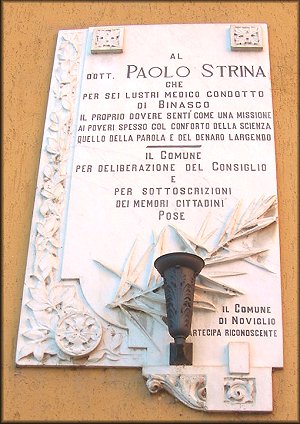 AL
DOTT. PAOLO STRINA
CHE
PER SEI LUSTRI MEDICO CONDOTTO
DI BINASCO
IL PROPRIO DOVERE SENTÌ COME UNA MISSIONE
AI POVERI SPESSO COL CONFORTO DELLA SCIENZA
QUELLO DELLA PAROLA E DEL DENARO LARGENDO
IL COMUNE
PER DELIBERAZIONE DEL CONSIGLIO
E
PER SOTTOSCRIZIONI
DEI MEMORI CITTADINI
POSE
IL COMUNE
DI NOVIGLIO
PARTECIPA RICONOSCENTE